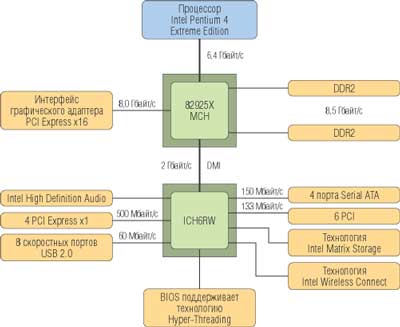 Процессор
Intel Pentium 4
Extreme Edition
6,4 Гбайт/с
Интерфейс
графического адаптера
PCI Express x16
8,0 Гбайт/с
82925X
MCH
DDR2
8,5 Гбайт/с
DDR2
2 Гбайт/с
DMI
Intel High Definition Audio
150 Мбайт/с
4 порта Serial ATA
4 PCI Express x1
500 Мбайт/с
ICH6RW
133 Мбайт/с
6 PCI
8 скоростных портов
USB 2.0
60 Мбайт/с
Технология
Intel Matrix Storage
Технология
Intel Wireless Connect
BIOS поддерживает
технологию
Hyper-Threading